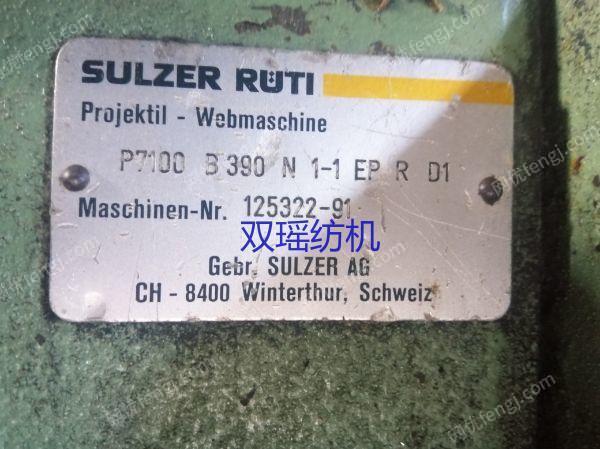 SULZER RÜTI
Projektil - Webmaschine
P7100 B 390 N 1-1 EP R D1
Maschinen-Nr. 125322-91
双瑶纺机
Gebr. SULZER AG
CH - 8400 Winterthur, Schweiz